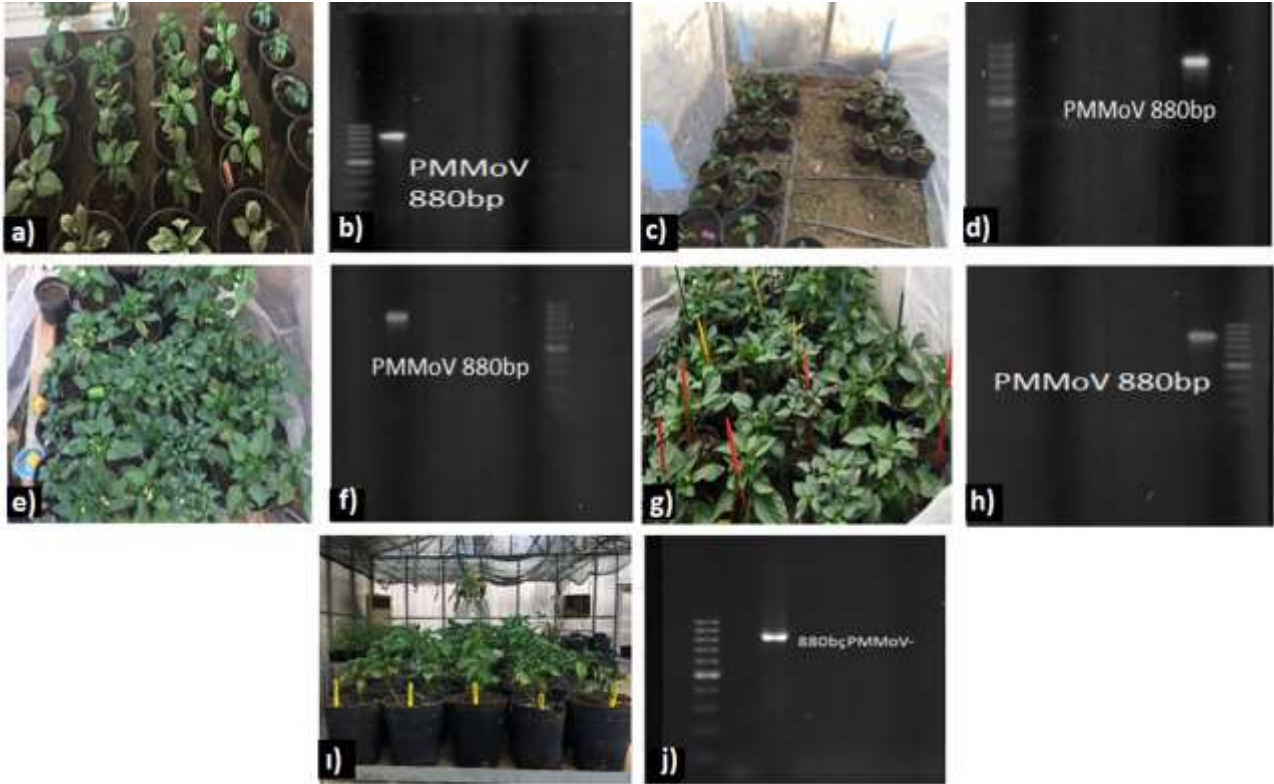 a)
b)
PMMoV
880bp
c)
d)
PMMoV 880bp
e)
f)
PMMoV 880bp
g)
h)
PMMoV 880bp
ı)
j)
880bçPMMoV-